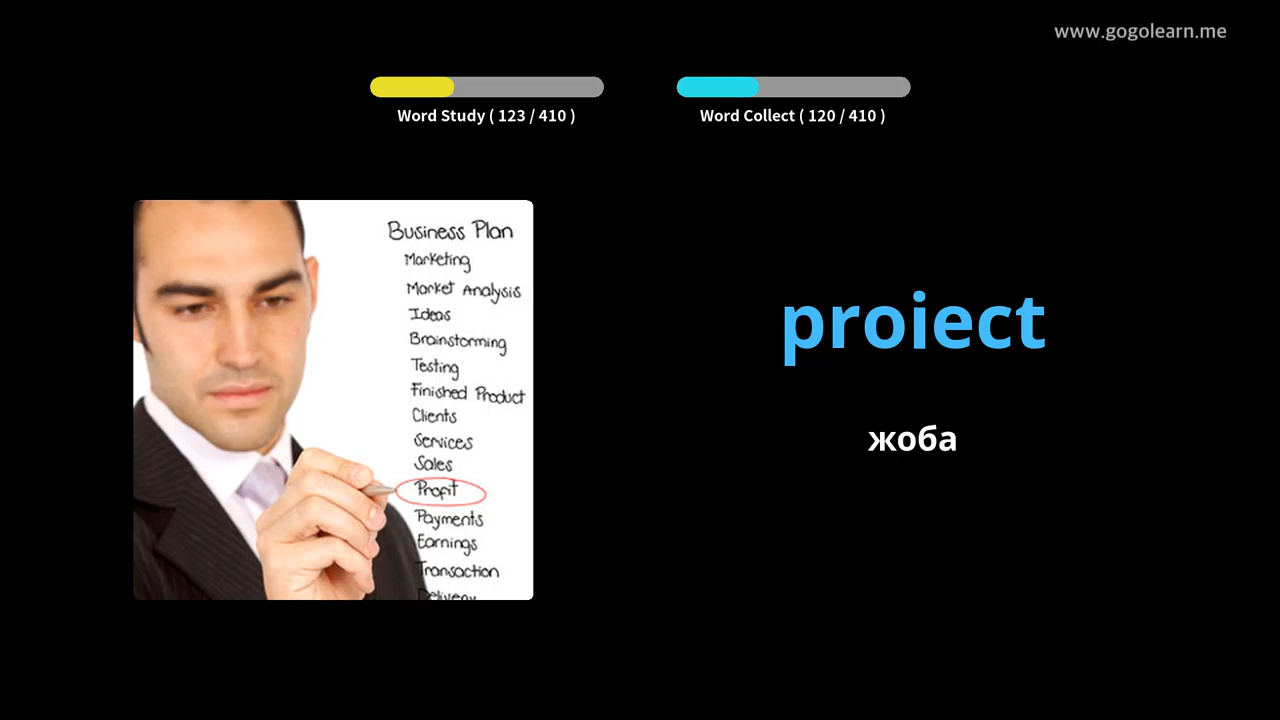 www.gogolearn.me
Word Study ( 123 / 410 )
Word Collect ( 120 / 410 )
Business Plan
Marketing
Market Analysis
Ideas
Brainstorming
Testing
Finished Product
Clients
Services
Sales
Profit
Payments
Earnings
Transaction
Delivery
proiect
жоба